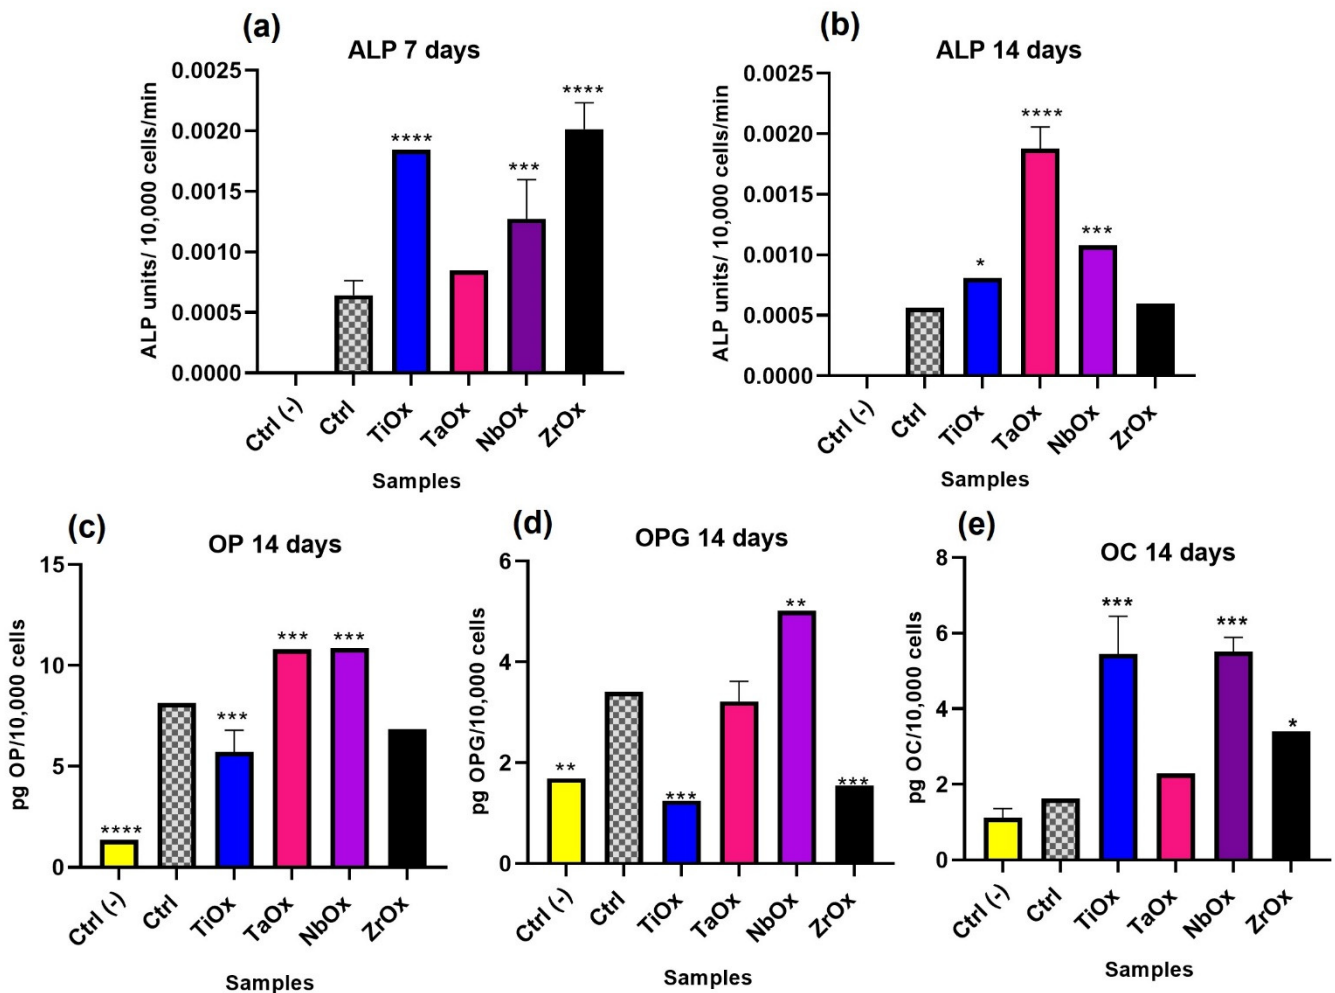 (a)
ALP 7 days
ALP units/ 10,000 cells/min
0.0025
0.0020
0.0015
0.0010
0.0005
0.0000
****
***
****
Ctrl (-)
Ctrl
TiOx
TaOx
NbOx
ZrOx
Samples
(b)
ALP 14 days
ALP units/ 10,000 cells/min
0.0025
0.0020
0.0015
0.0010
0.0005
0.0000
*
****
***
Ctrl (-)
Ctrl
TiOx
TaOx
NbOx
ZrOx
Samples
(c)
OP 14 days
pg OP/10,000 cells
15
10
5
0
****
***
***
***
Ctrl (-)
Ctrl
TiOx
TaOx
NbOx
ZrOx
Samples
(d)
OPG 14 days
pg OPG/10,000 cells
6
4
2
0
**
***
**
***
Ctrl (-)
Ctrl
TiOx
TaOx
NbOx
ZrOx
Samples
(e)
OC 14 days
pg OC/10,000 cells
8
6
4
2
0
***
***
*
Ctrl (-)
Ctrl
TiOx
TaOx
NbOx
ZrOx
Samples